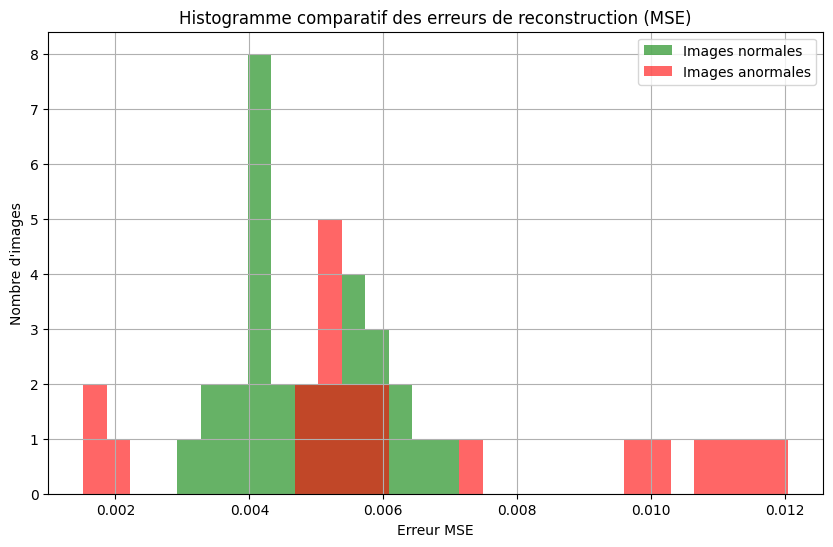 Histogramme comparatif des erreurs de reconstruction (MSE)
Images normales
Images anormales
Nombre d'images
8
7
6
5
4
3
2
1
0
0.002 0.004 0.006 0.008 0.010 0.012
Erreur MSE